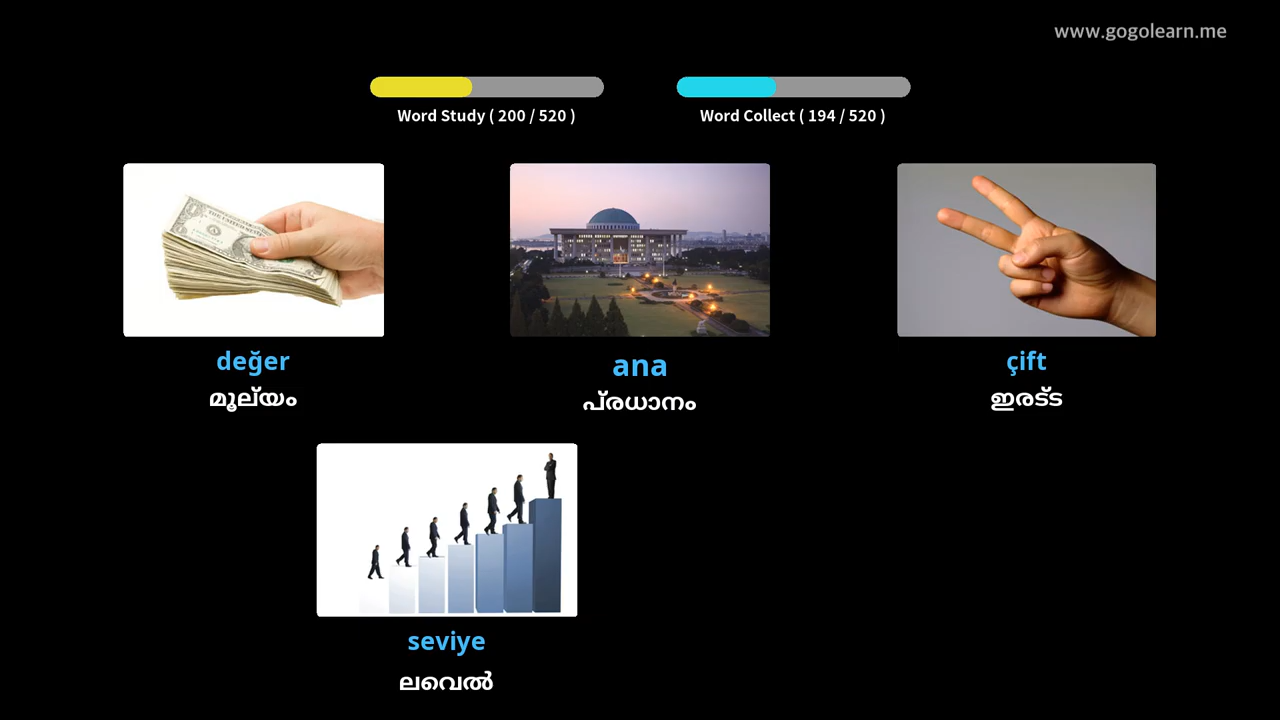 www.gogolearn.me
Word Study ( 200 / 520 )
Word Collect ( 194 / 520 )
değer
മൂല്യം
ana
പ്രധാനം
çift
ഇരട്ട
seviye
ലവെൽ